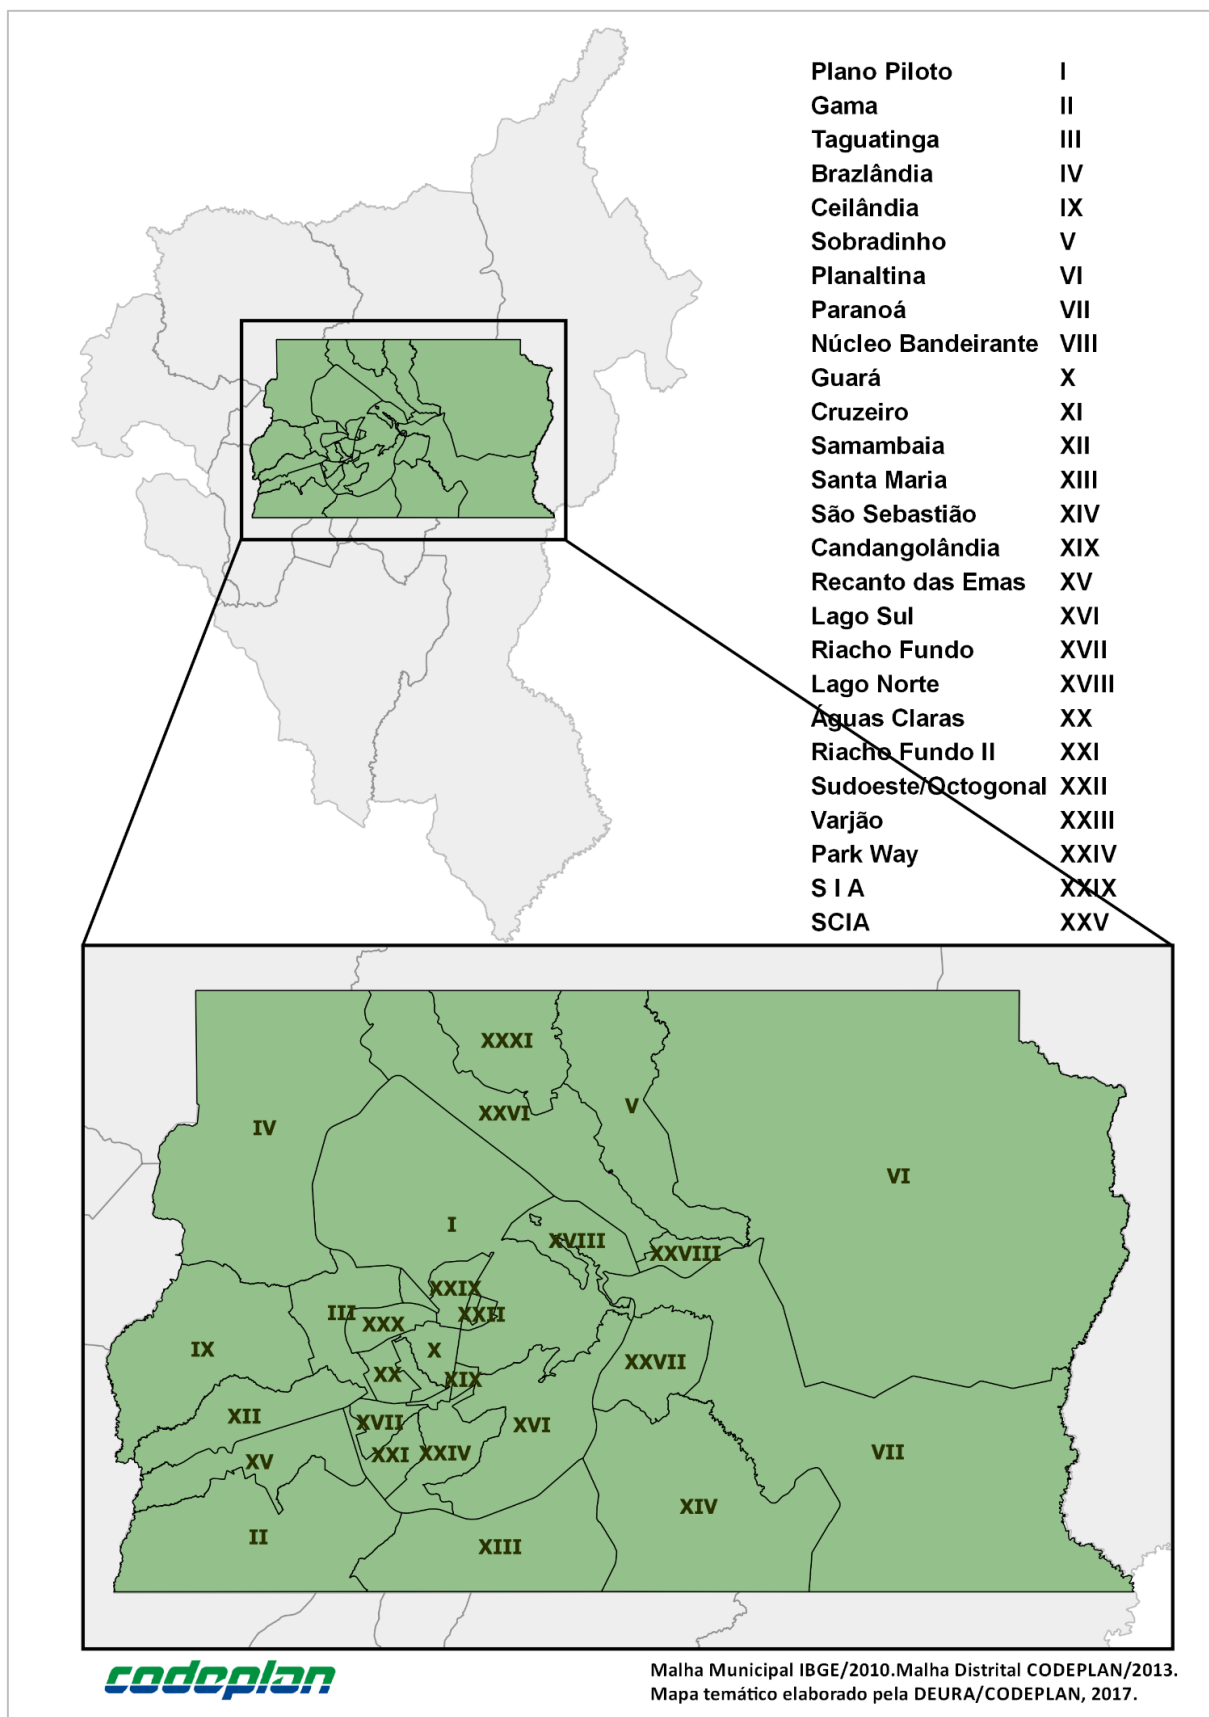 Plano Piloto I
Gama II
Taguatinga III
Brazlândia IV
Ceilândia IX
Sobradinho V
Planaltina VI
Paranoá VII
Núcleo Bandeirante VIII
Guará X
Cruzeiro XI
Samambaia XII
Santa Maria XIII
São Sebastião XIV
Candangolândia XIX
Recanto das Emas XV
Lago Sul XVI
Riacho Fundo XVII
Lago Norte XVIII
Águas Claras XX
Riacho Fundo II XXI
Sudoeste/Octogonal XXII
Varjão XXIII
Park Way XXIV
S I A XXIX
SCIA XXV
XXXI
XXVI
V
IV
VI
I
XVIII
XXVIII
XXIX
III
XXII
XXX
IX
X
XXVII
XX
XIX
XII
XVII
XVI
XXI
XXIV
XV
VII
XIV
II
XIII
codeplan
Malha Municipal IBGE/2010.Malha Distrital CODEPLAN/2013.
Mapa temático elaborado pela DEURA/CODEPLAN, 2017.